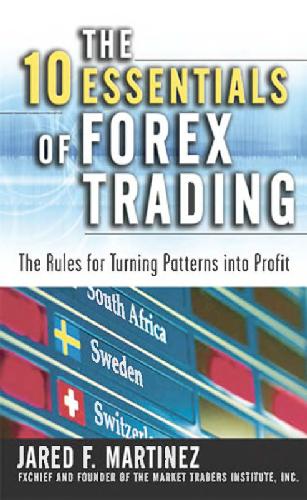 THE
10 ESSENTIALS
OF FOREX
TRADING
The Rules for Turning Patterns into Profit
South Africa
Sweden
Switzerl
JARED F. MARTINEZ
FXCHIEF AND FOUNDER OF THE MARKET TRADERS INSTITUTE, INC.